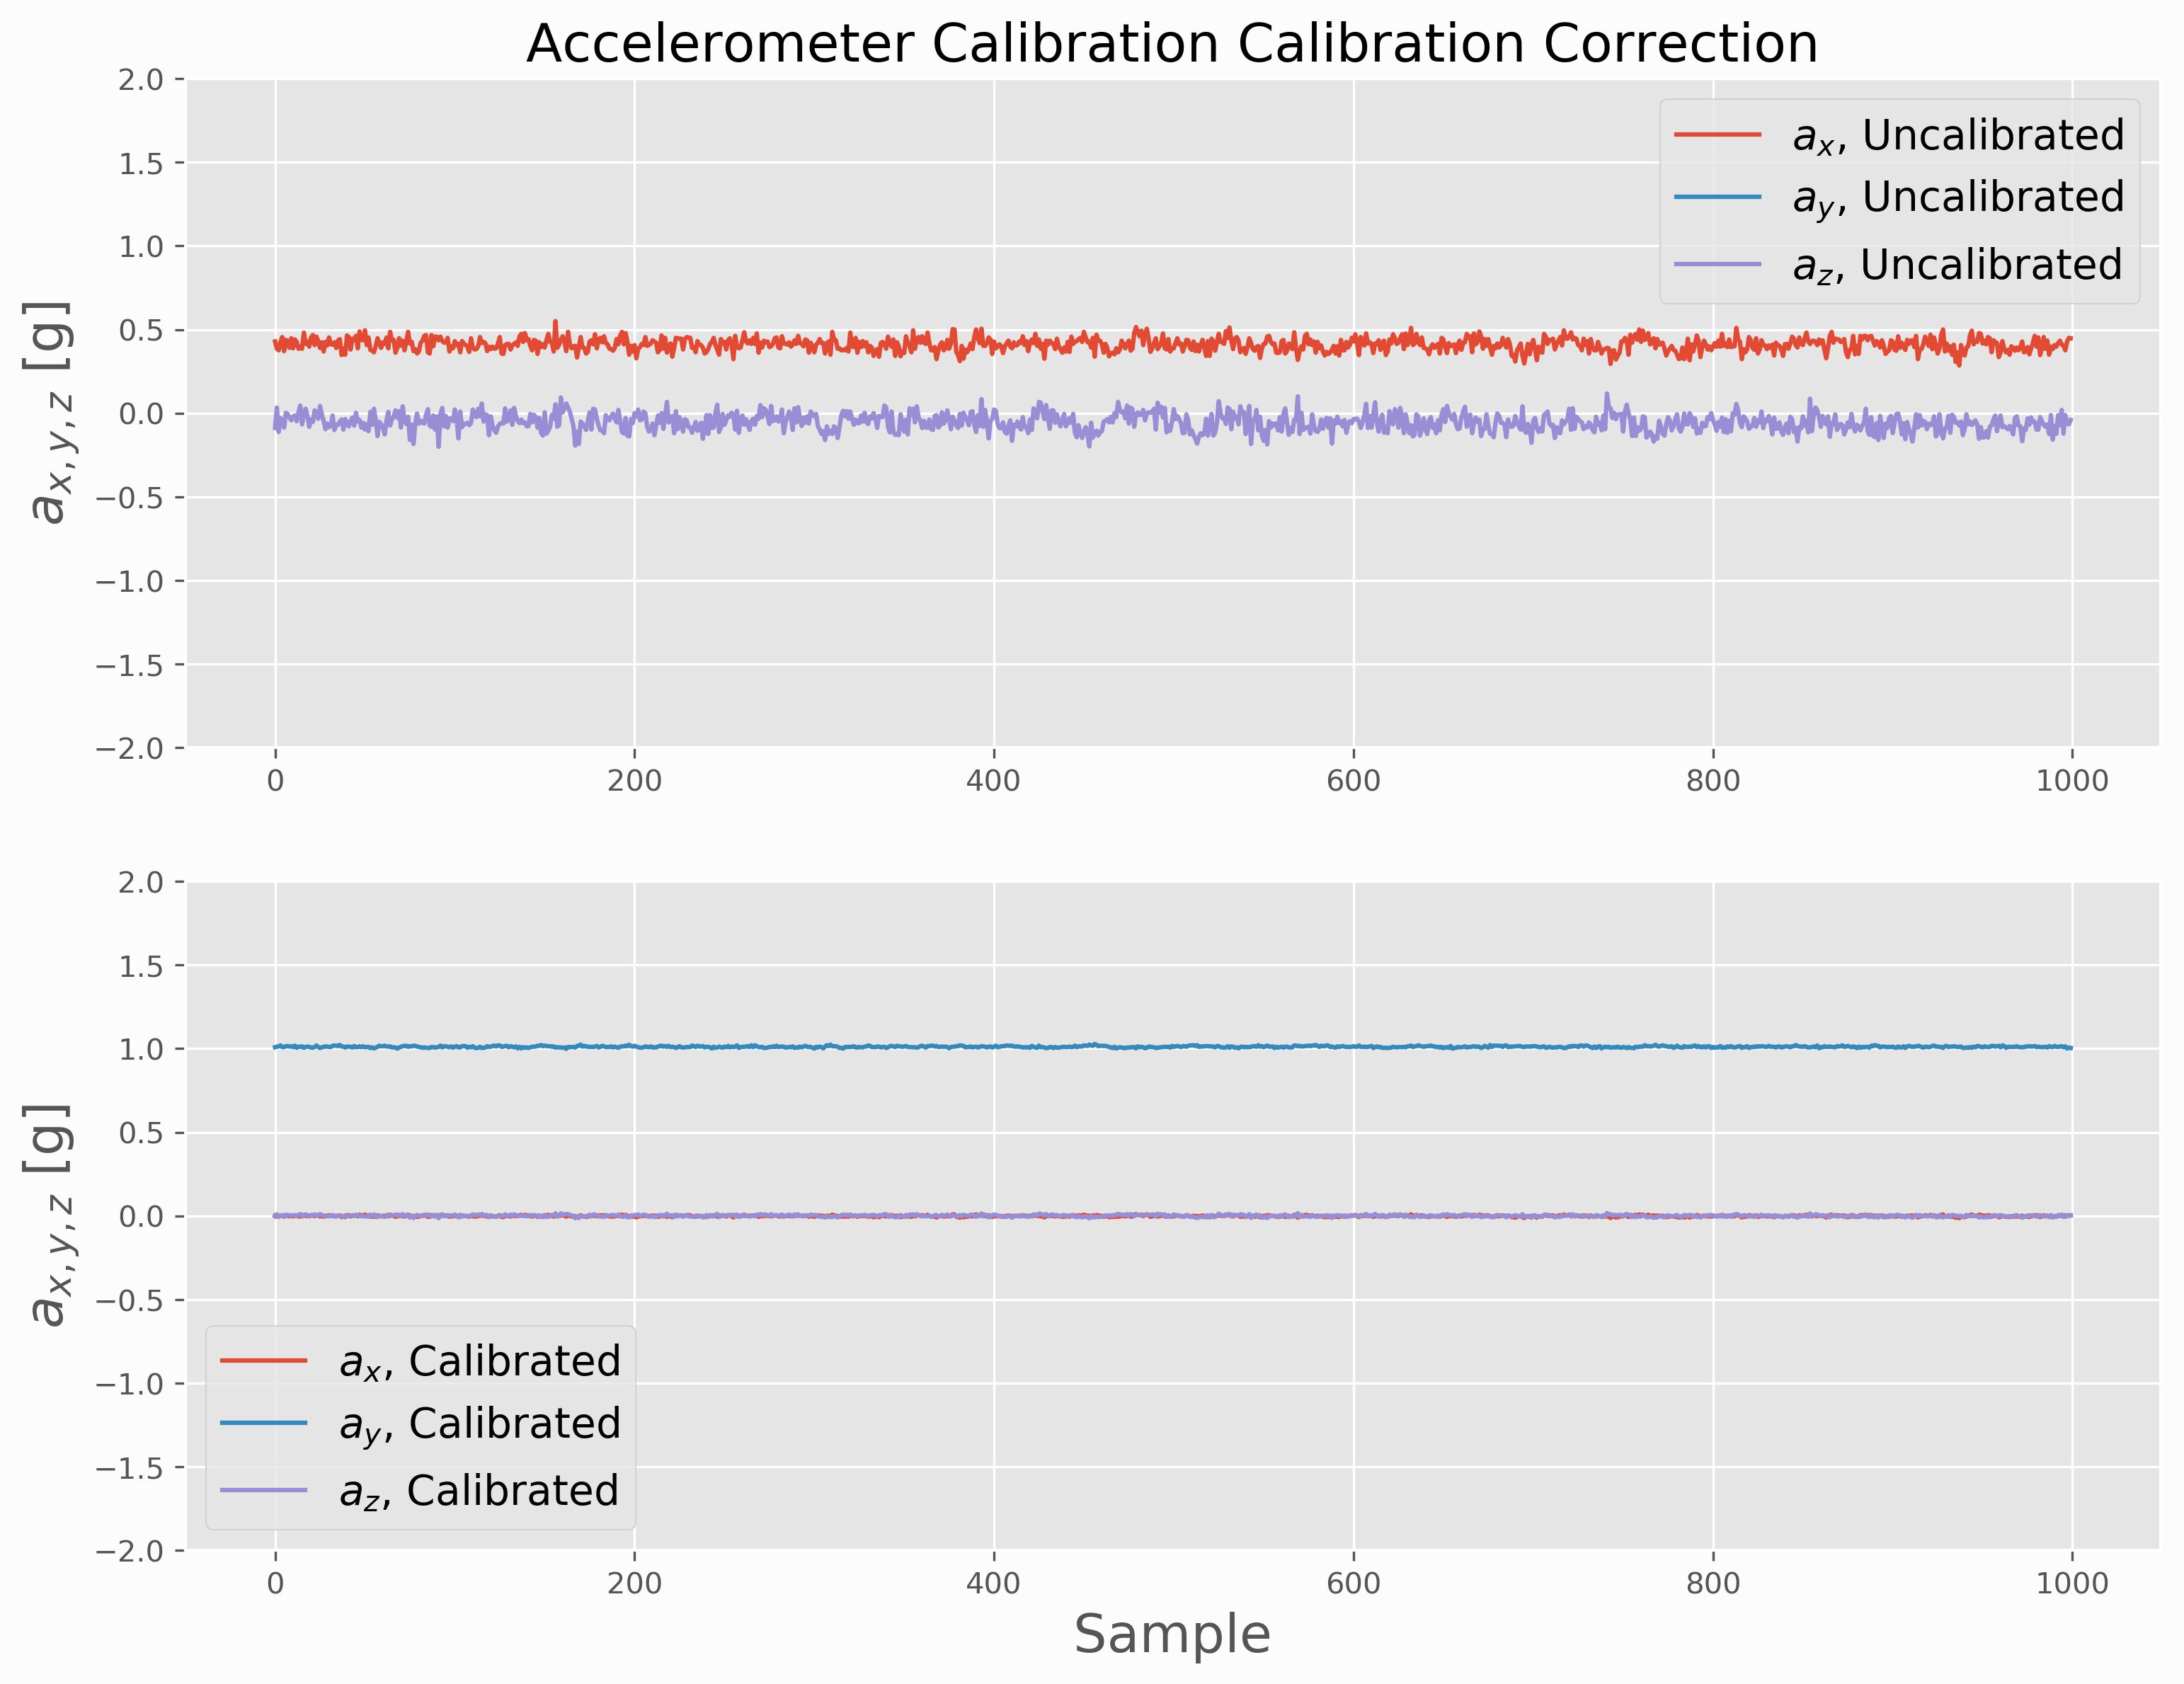 Accelerometer Calibration Calibration Correction
2.0
1.5
1.0
0.5
0.0
−0.5
−1.0
−1.5
−2.0
a_{x,y,z} [g]
a_x, Uncalibrated
a_y, Uncalibrated
a_z, Uncalibrated
0 200 400 600 800 1000
2.0
1.5
1.0
0.5
0.0
−0.5
−1.0
−1.5
−2.0
a_{x,y,z} [g]
a_x, Calibrated
a_y, Calibrated
a_z, Calibrated
0 200 400 600 800 1000
Sample